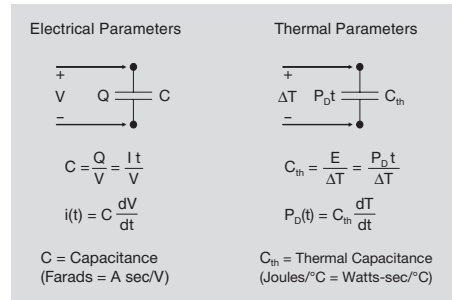 Electrical Parameters
+
V
Q
C
−
C = Q/V = I t/V
i(t) = C dV/dt
C = Capacitance
(Farads = A sec/V)
Thermal Parameters
+
ΔT
P_D t
C_th
−
C_th = E/ΔT = P_D t/ΔT
P_D(t) = C_th dT/dt
C_th = Thermal Capacitance
(Joules/°C = Watts-sec/°C)